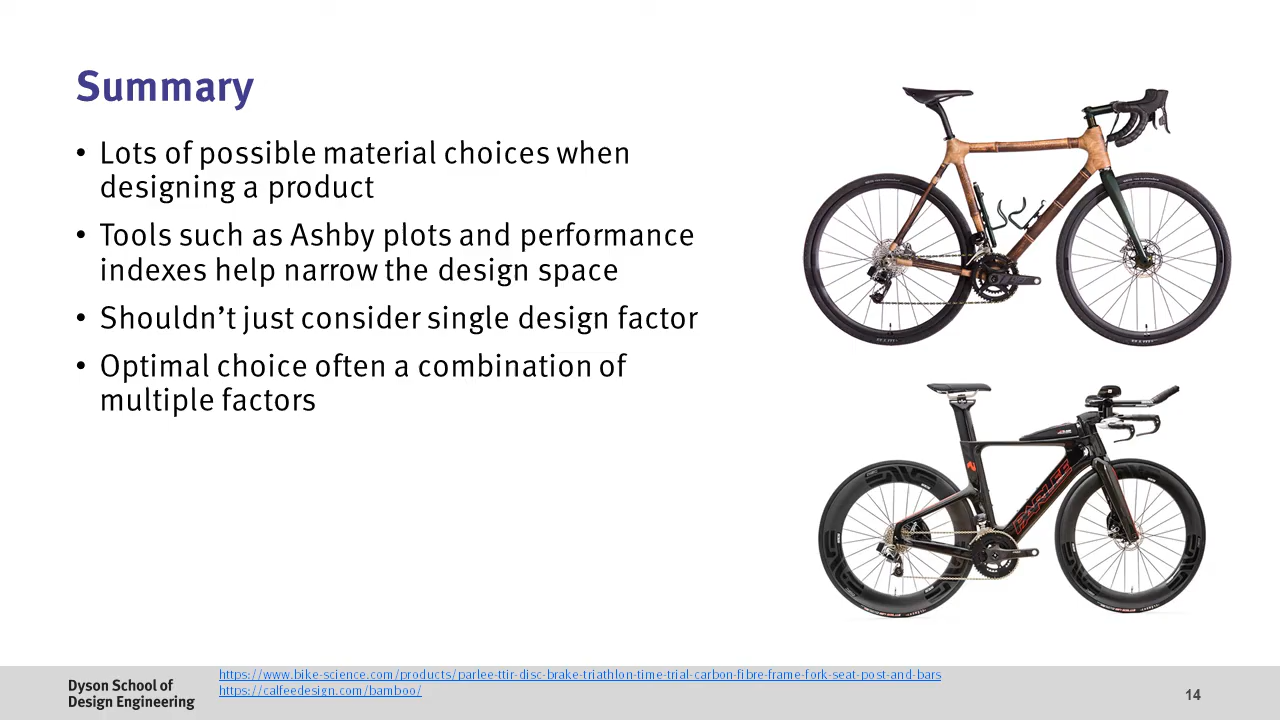 Summary
• Lots of possible material choices when
designing a product
• Tools such as Ashby plots and performance
indexes help narrow the design space
• Shouldn't just consider single design factor
• Optimal choice often a combination of
multiple factors
PARLEE
https://www.bike-science.com/products/parlee-ttir-disc-brake-triathlon-time-trial-carbon-fibre-frame-fork-seat-post-and-bars
https://calfeedesign.com/bamboo/
Dyson School of
Design Engineering
14